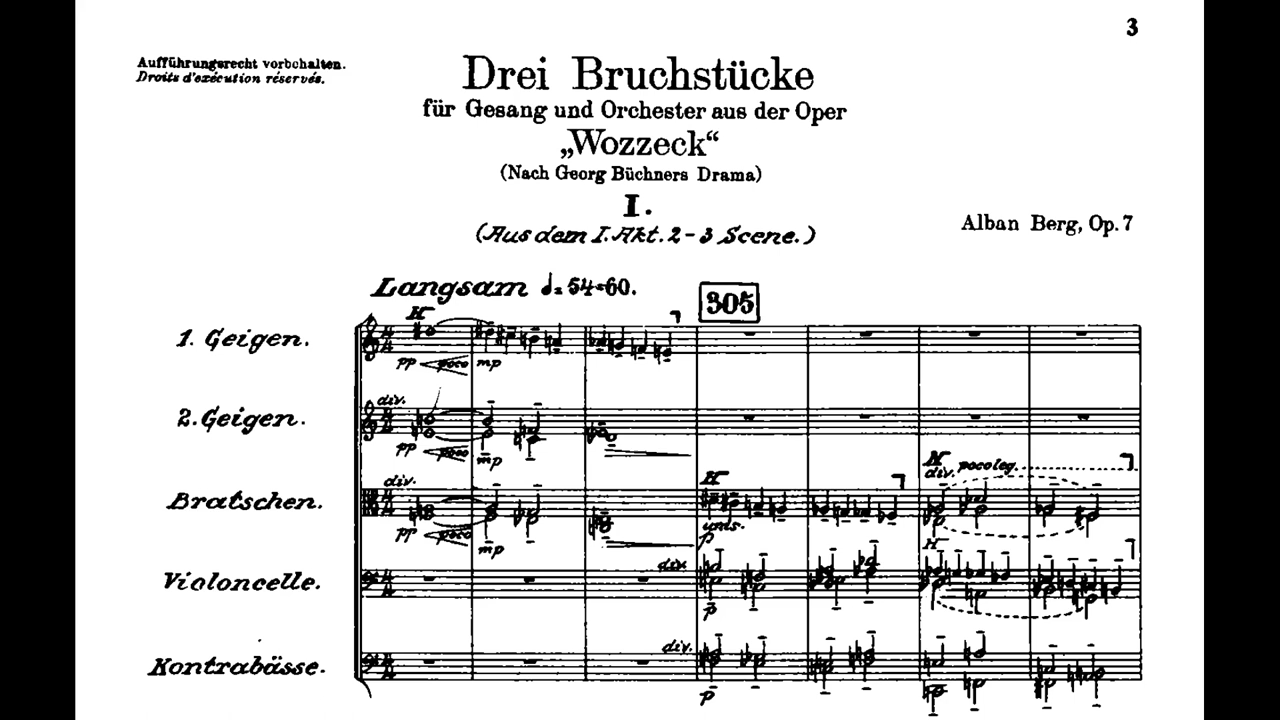 3
Aufführungsrecht vorbehalten.
Droits d'exécution réservés.
Drei Bruchstücke
für Gesang und Orchester aus der Oper
„Wozzeck“
(Nach Georg Büchners Drama)
I.
(Aus dem I. Akt. 2-3 Scene.)
Alban Berg, Op. 7
Langsam 𝅗𝅥=54-60.
305
1. Geigen.
pp poco mp
div.
2. Geigen.
pp poco mp
div. poco leg.
div.
Bratschen.
pp poco mp
unis.
p
div.
Violoncelle.
p
div.
Kontrabässe.
p